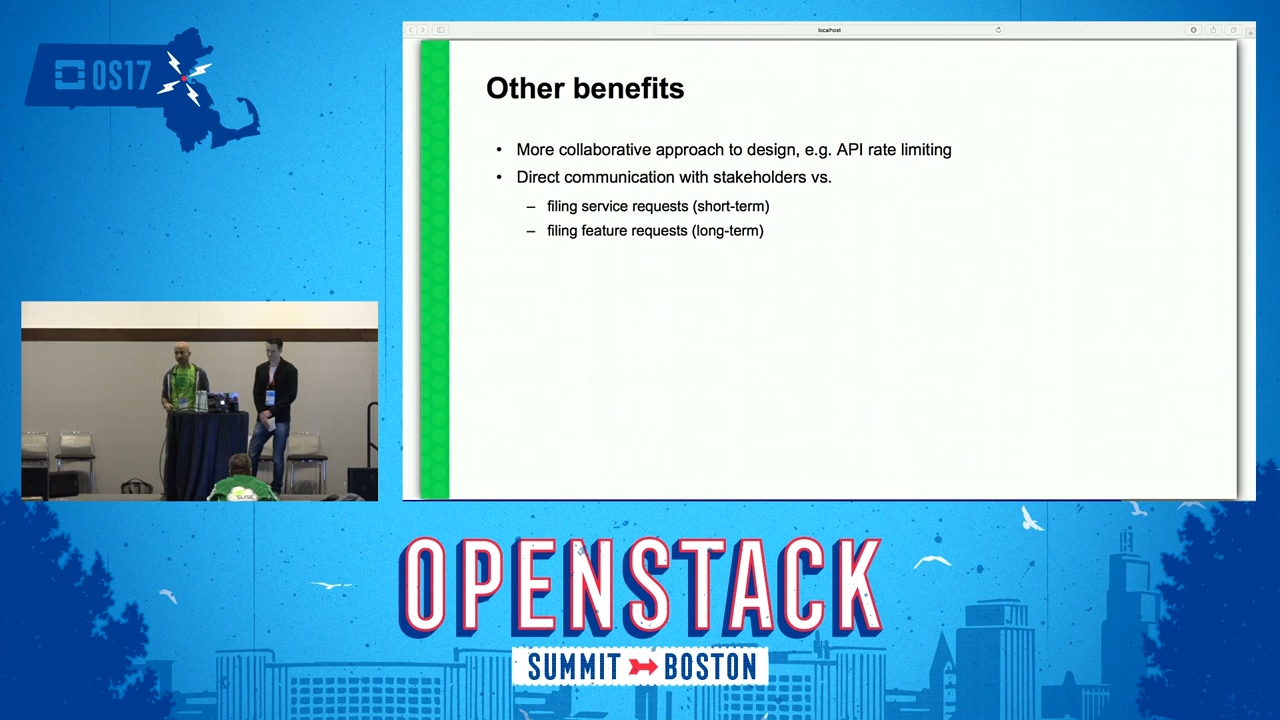 OS17
localhost
Other benefits
• More collaborative approach to design, e.g. API rate limiting
• Direct communication with stakeholders vs.
– filing service requests (short-term)
– filing feature requests (long-term)
SUSE
OPENSTACK
SUMMIT BOSTON